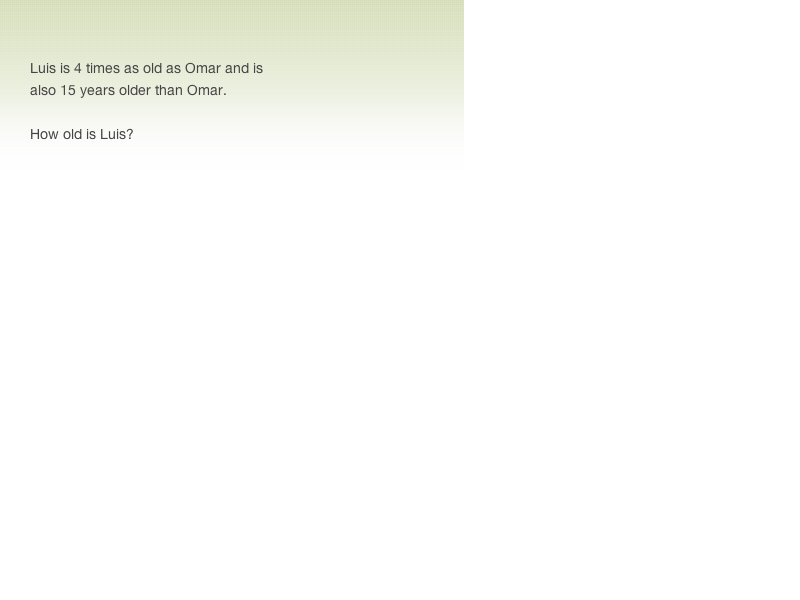 Luis is 4 times as old as Omar and is
also 15 years older than Omar.
How old is Luis?